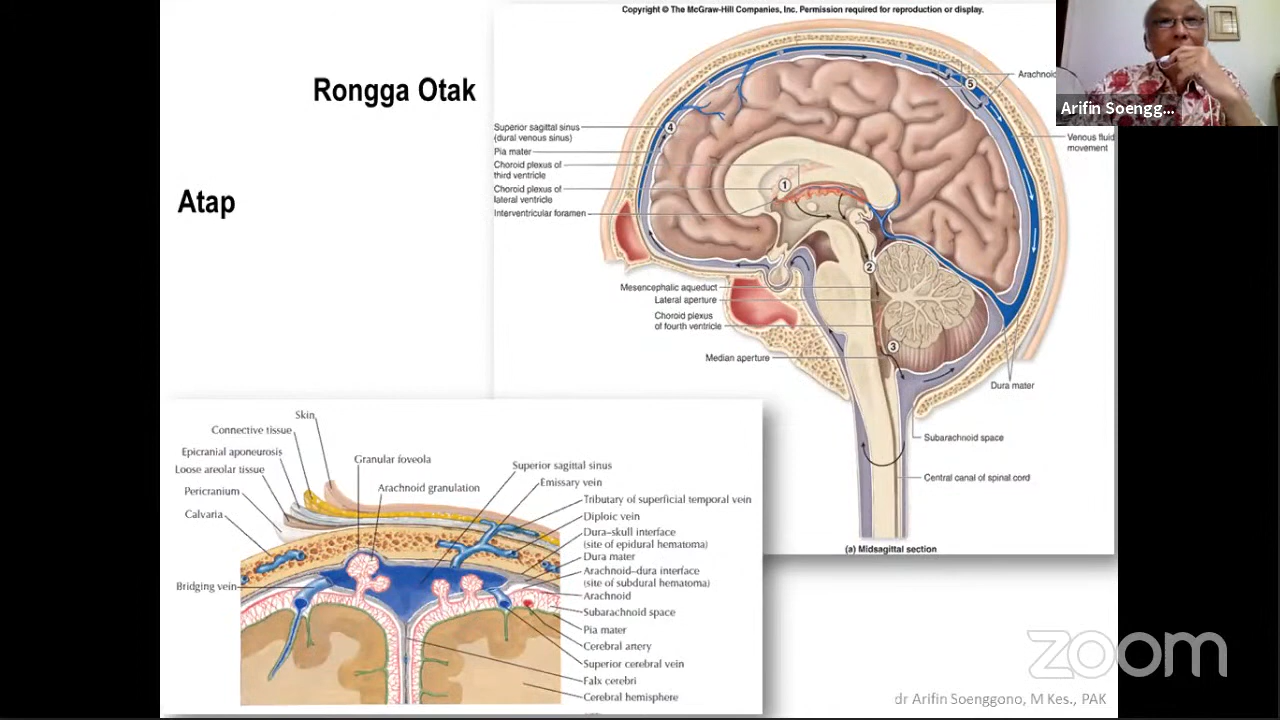 Copyright © The McGraw-Hill Companies, Inc. Permission required for reproduction or display.
Rongga Otak
Atap
Arifin Soengg...
Arachnoid
5
4
Superior sagittal sinus
(dural venous sinus)
Pia mater
Choroid plexus of
third ventricle
Choroid plexus of
lateral ventricle
Interventricular foramen
Venous fluid
movement
1
2
Mesencephalic aqueduct
Lateral aperture
Choroid plexus
of fourth ventricle
Median aperture
3
Dura mater
Subarachnoid space
Central canal of spinal cord
(a) Midsagittal section
Skin
Connective tissue
Epicranial aponeurosis
Loose areolar tissue
Pericranium
Calvaria
Bridging vein
Granular foveola
Arachnoid granulation
Superior sagittal sinus
Emissary vein
Tributary of superficial temporal vein
Diploic vein
Dura–skull interface
(site of epidural hematoma)
Dura mater
Arachnoid–dura interface
(site of subdural hematoma)
Arachnoid
Subarachnoid space
Pia mater
Cerebral artery
Superior cerebral vein
Falx cerebri
Cerebral hemisphere
zoom
dr Arifin Soenggono, M Kes., PAK